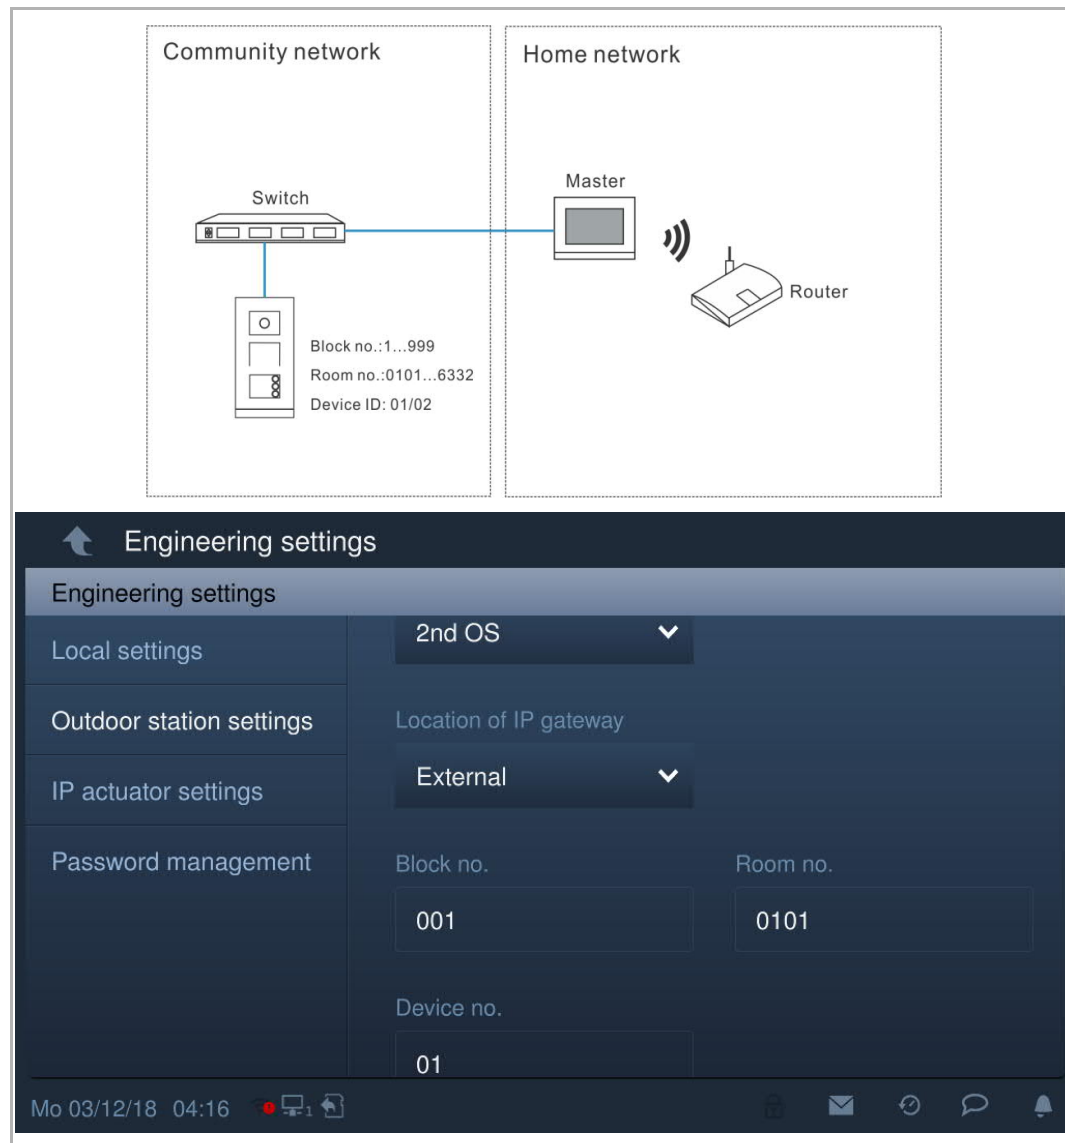 Community network
Home network
Switch
Master
Router
Block no.:1...999
Room no.:0101...6332
Device ID: 01/02
Engineering settings
Engineering settings
Local settings
2nd OS
Outdoor station settings
Location of IP gateway
External
IP actuator settings
Password management
Block no.
Room no.
001
0101
Device no.
01
Mo 03/12/18 04:16
1